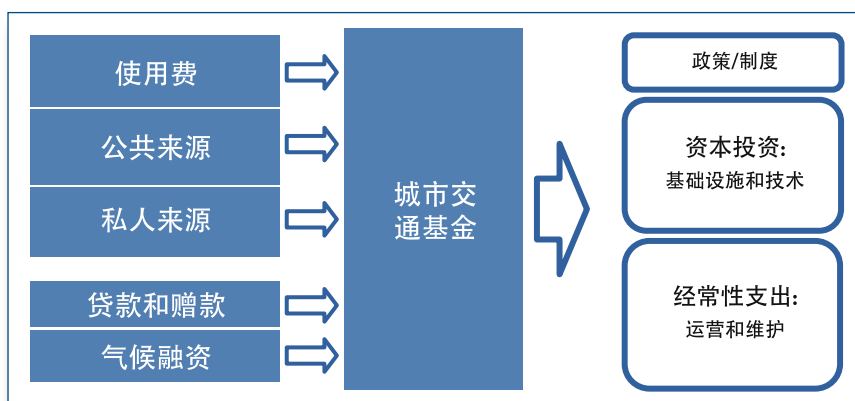 使用费
公共来源
私人来源
贷款和赠款
气候融资
城市交
通基金
政策/制度
资本投资:
基础设施和技术
经常性支出:
运营和维护